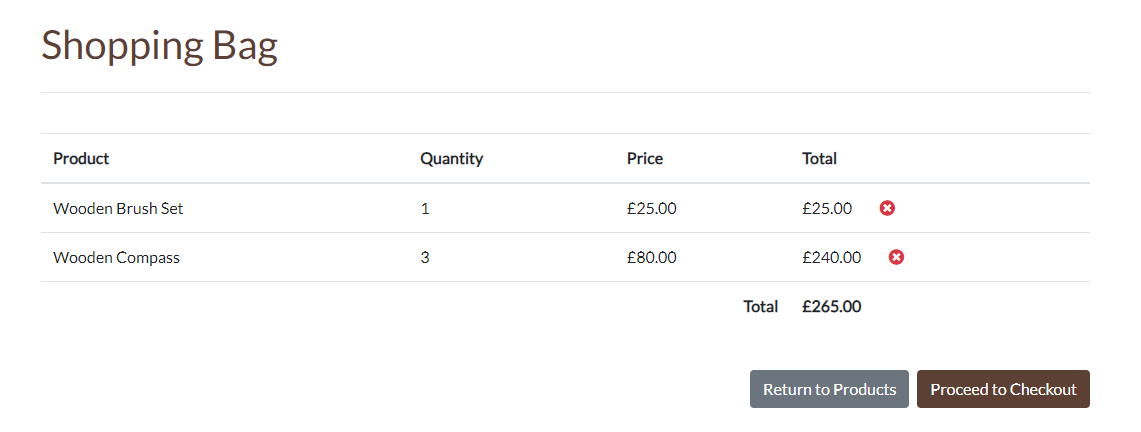 Shopping Bag
Product Quantity Price Total
Wooden Brush Set 1 £25.00 £25.00
Wooden Compass 3 £80.00 £240.00
Total £265.00
Return to Products Proceed to Checkout